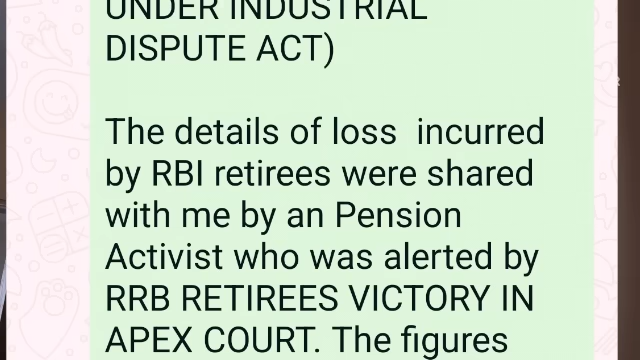 UNDER INDUSTRIAL
DISPUTE ACT)
The details of loss incurred
by RBI retirees were shared
with me by an Pension
Activist who was alerted by
RRB RETIREES VICTORY IN
APEX COURT. The figures